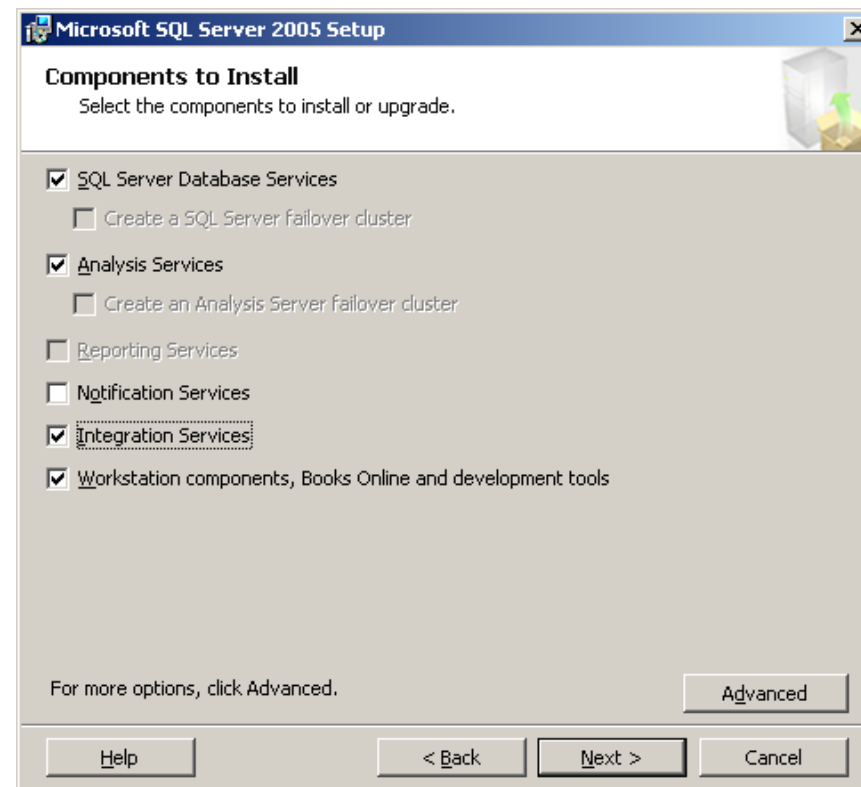 Microsoft SQL Server 2005 Setup
Components to Install
Select the components to install or upgrade.
SQL Server Database Services
Create a SQL Server failover cluster
Analysis Services
Create an Analysis Server failover cluster
Reporting Services
Notification Services
Integration Services
Workstation components, Books Online and development tools
For more options, click Advanced.
Advanced
Help
< Back
Next >
Cancel